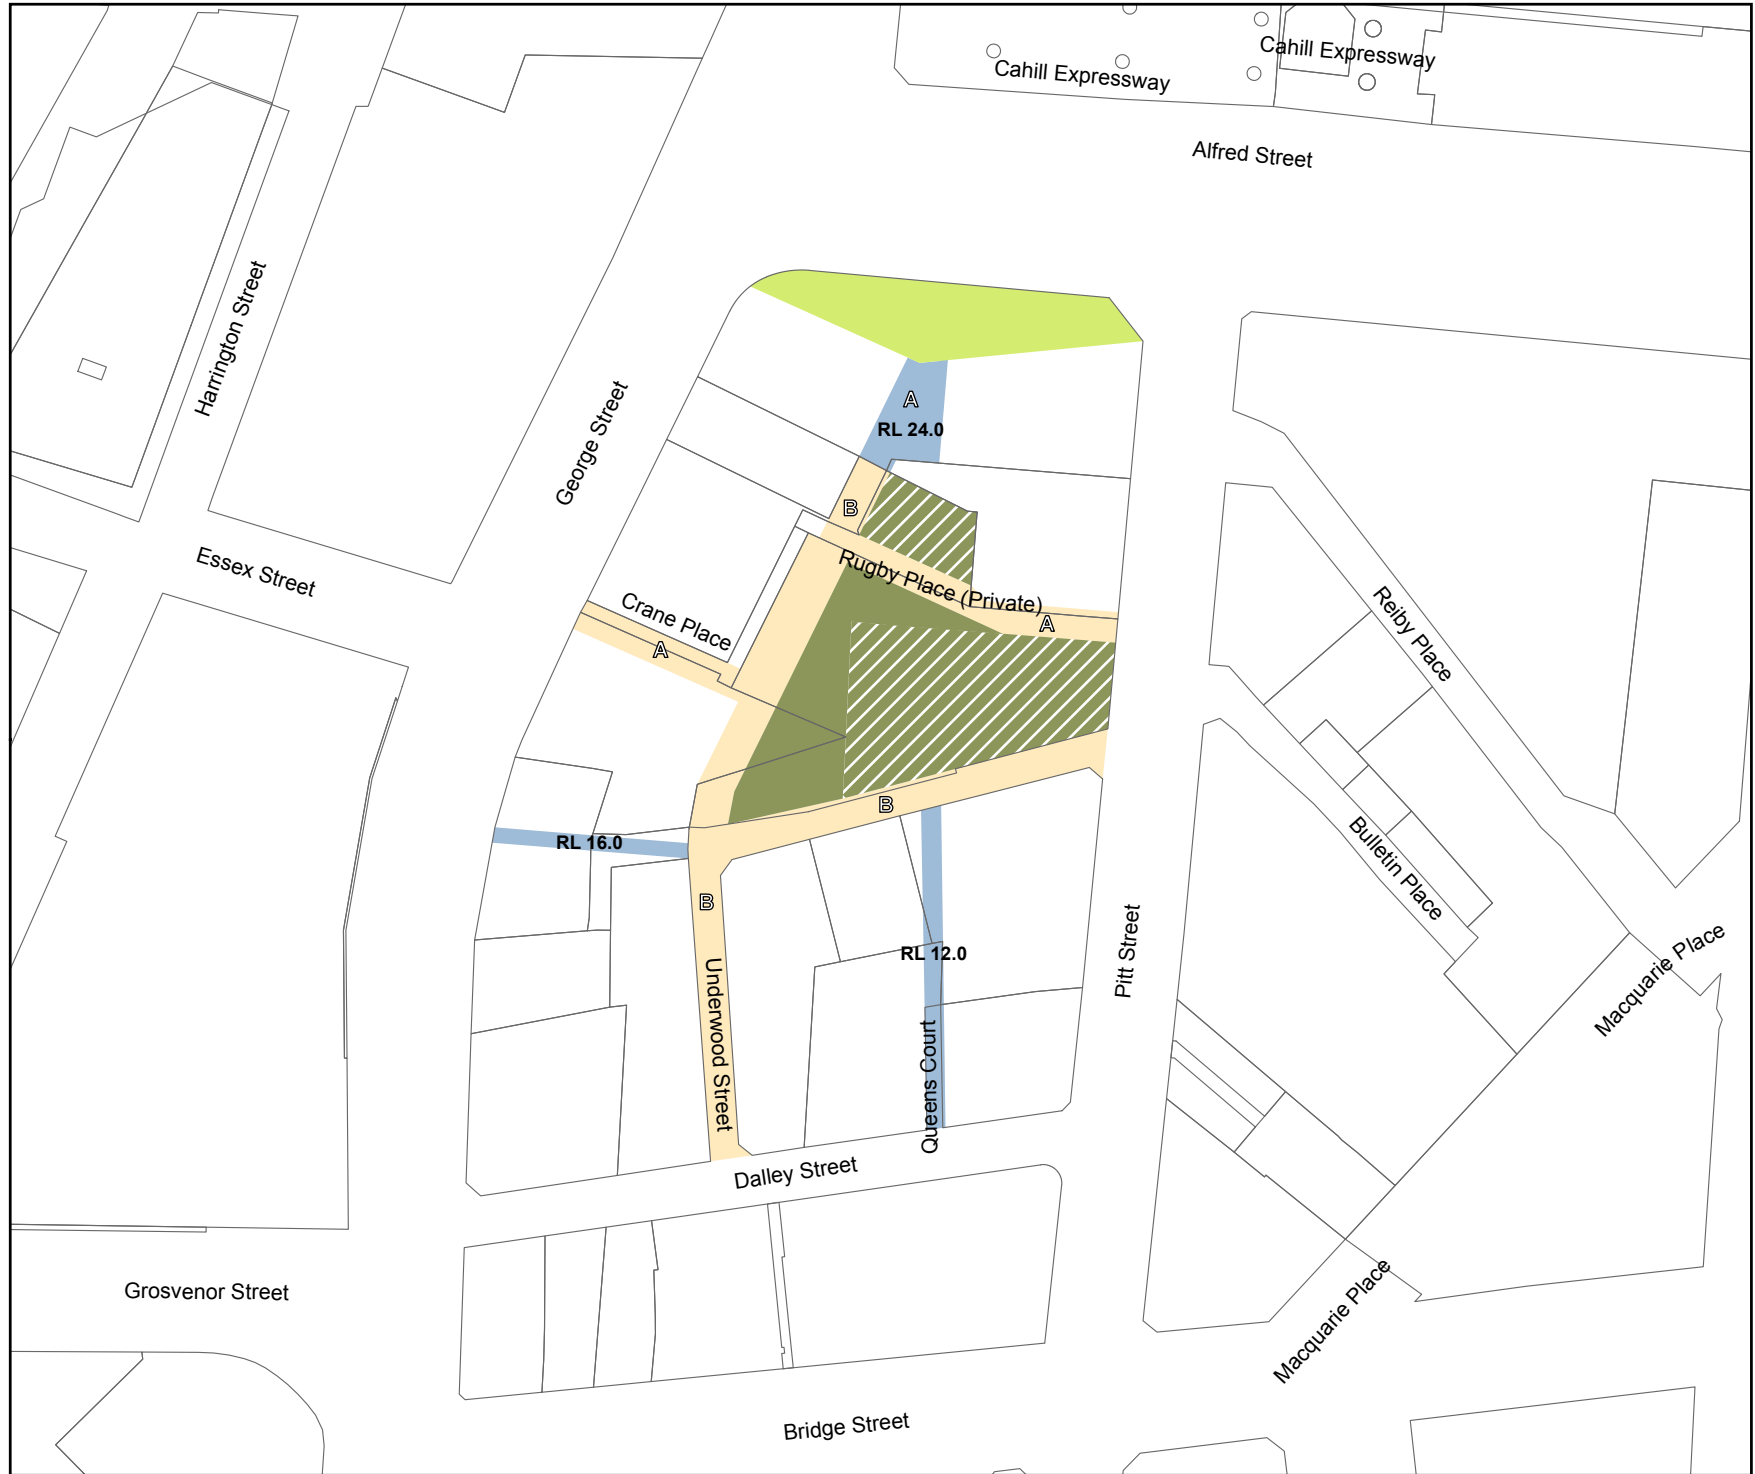 Cahill Expressway
Cahill Expressway
Alfred Street
Harrington Street
George Street
A
RL 24.0
B
Essex Street
Rugby Place (Private)
Crane Place
A
A
Reiby Place
B
RL 16.0
Bulletin Place
B
RL 12.0
Pitt Street
Macquarie Place
Underwood Street
Queens Court
Dalley Street
Grosvenor Street
Macquarie Place
Bridge Street